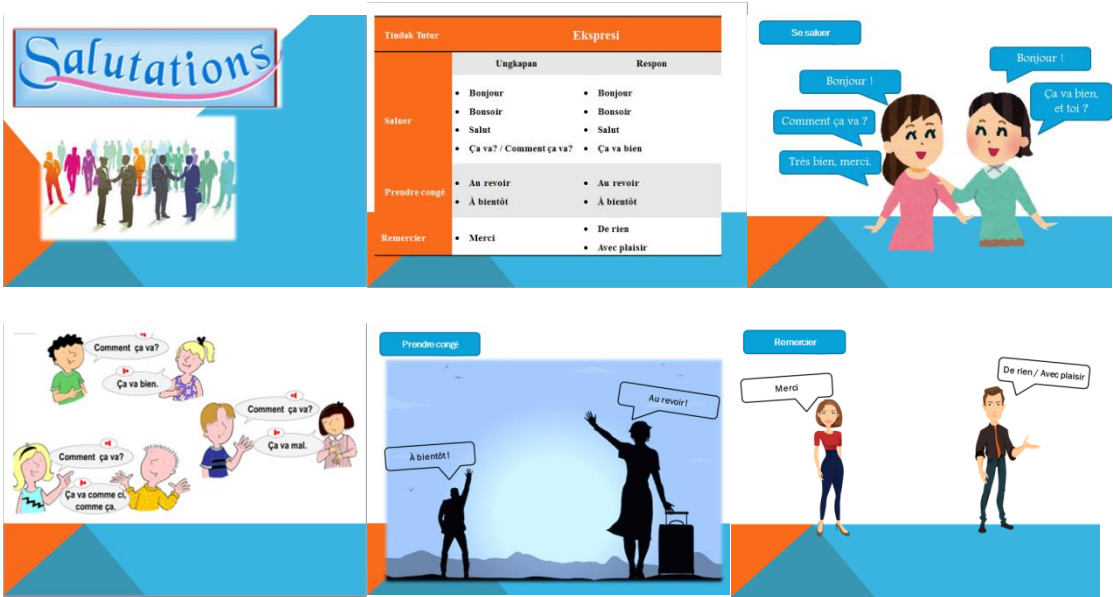 Salutations
Tindak Tutur Ekspresi
Ungkapan Respon
Saluer
• Bonjour • Bonjour
• Bonsoir • Bonsoir
• Salut • Salut
• Ça va? / Comment ça va? • Ça va bien
Prendre congé
• Au revoir • Au revoir
• À bientôt • À bientôt
Remercier
• Merci
• De rien
• Avec plaisir
Se saluer
Bonjour !
Bonjour !
Ça va bien,
et toi ?
Comment ça va ?
Très bien, merci.
Comment ça va?
Ça va bien.
Comment ça va?
Ça va mal.
Comment ça va?
Ça va comme ci,
comme ça.
Prendre congé
Au revoir!
À bientôt!
Remercier
Merci
De rien / Avec plaisir